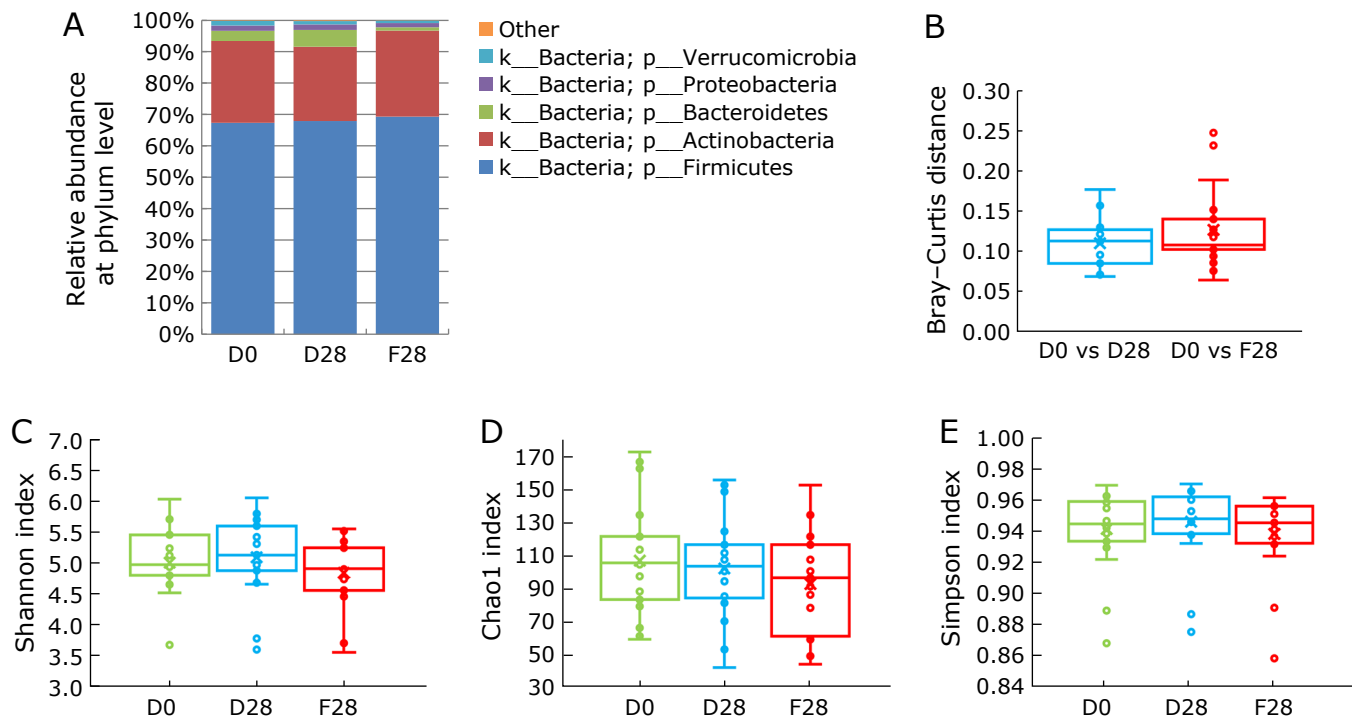 A
Relative abundance
at phylum level
100%
90%
80%
70%
60%
50%
40%
30%
20%
10%
0%
D0 D28 F28
Other
k__Bacteria; p__Verrucomicrobia
k__Bacteria; p__Proteobacteria
k__Bacteria; p__Bacteroidetes
k__Bacteria; p__Actinobacteria
k__Bacteria; p__Firmicutes
B
Bray–Curtis distance
0.30
0.25
0.20
0.15
0.10
0.05
0.00
D0 vs D28 D0 vs F28
C
Shannon index
7.0
6.5
6.0
5.5
5.0
4.5
4.0
3.5
3.0
D0 D28 F28
D
Chao1 index
170
150
130
110
90
70
50
30
D0 D28 F28
E
Simpson index
1.00
0.98
0.96
0.94
0.92
0.90
0.88
0.86
0.84
D0 D28 F28